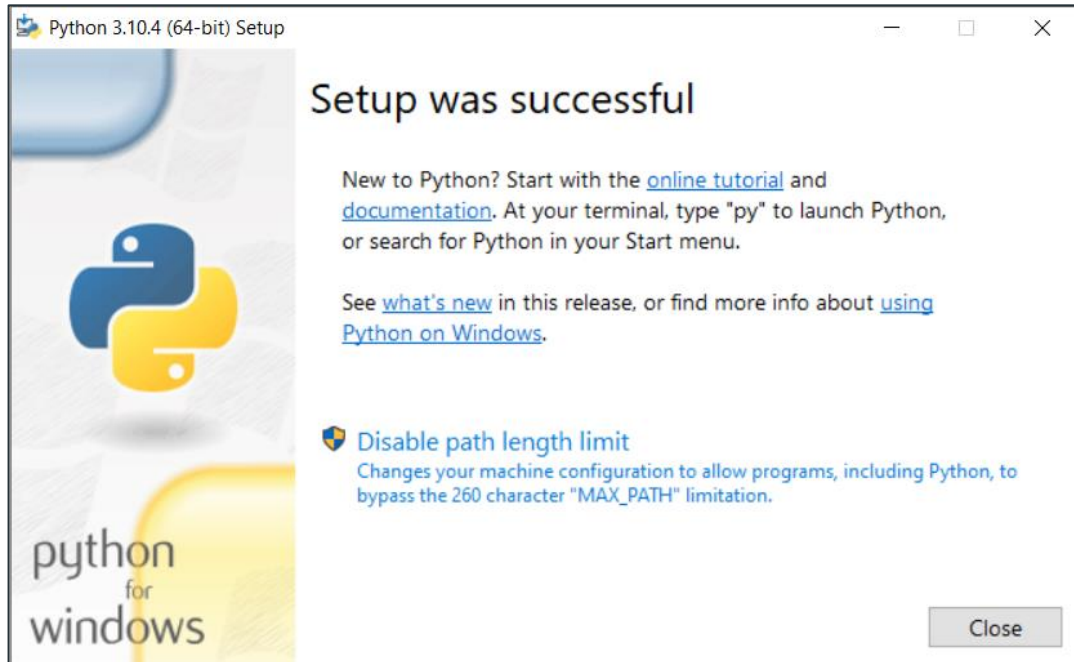 Python 3.10.4 (64-bit) Setup
Setup was successful
New to Python? Start with the online tutorial and
documentation. At your terminal, type "py" to launch Python,
or search for Python in your Start menu.
See what's new in this release, or find more info about using
Python on Windows.
Disable path length limit
Changes your machine configuration to allow programs, including Python, to
bypass the 260 character "MAX_PATH" limitation.
python
for
windows
Close